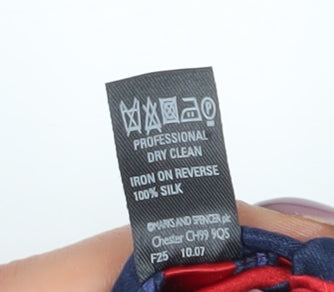 PROFESSIONAL
DRY CLEAN
IRON ON REVERSE
100% SILK
©MARKS AND SPENCER plc
Chester CH99 9QS
F25 10.07